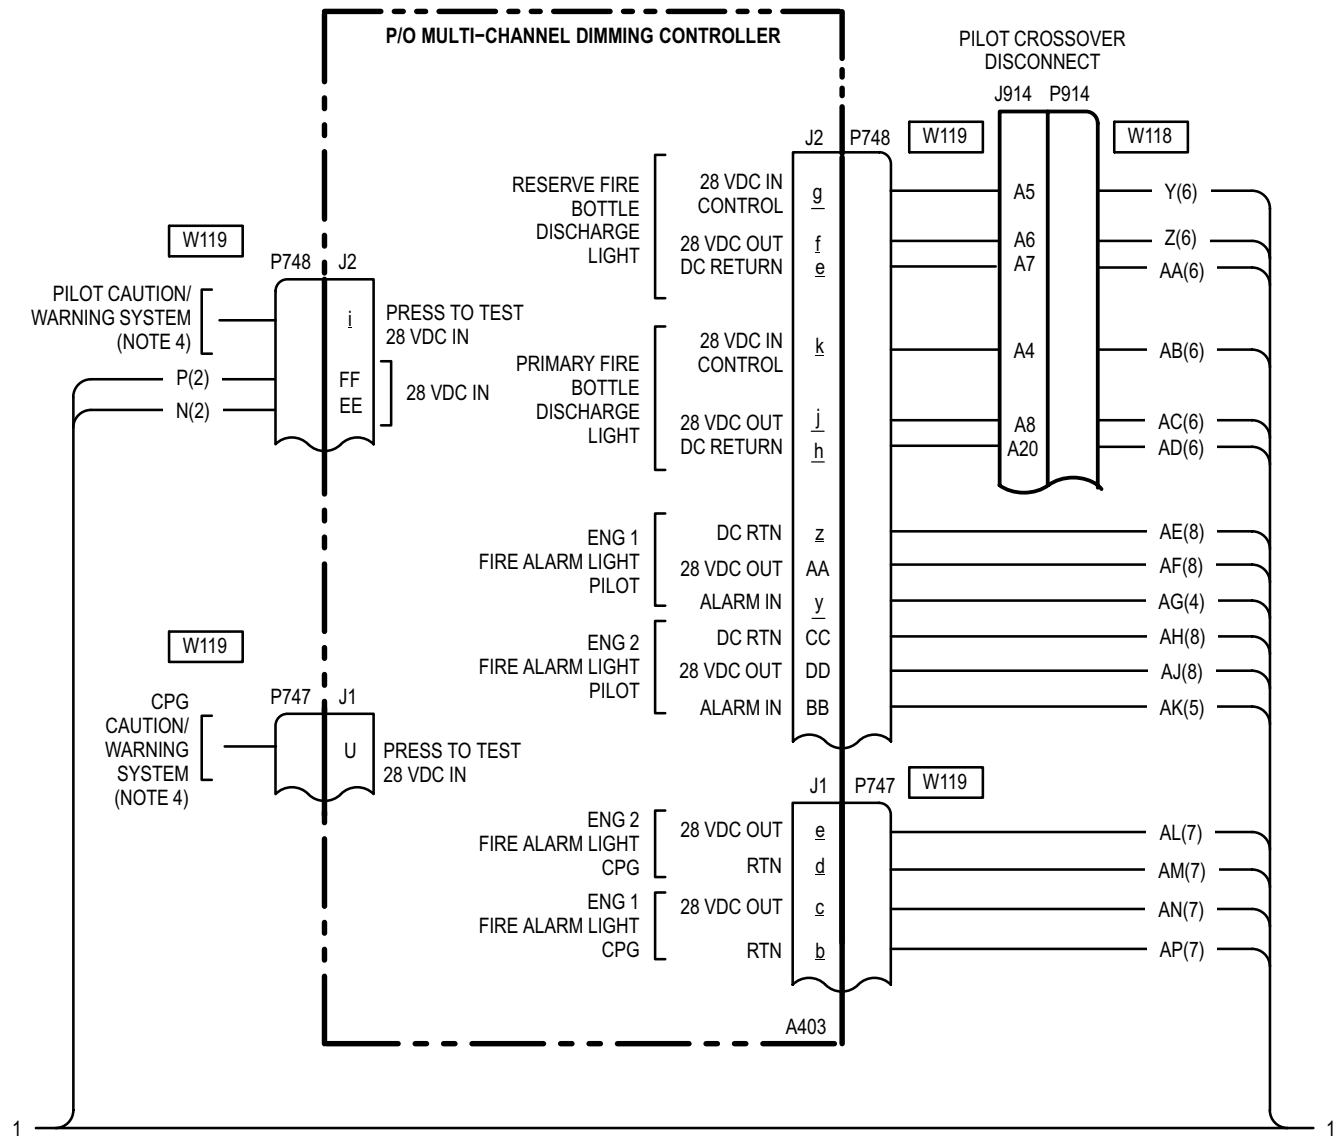 P/O MULTI−CHANNEL DIMMING CONTROLLER
PILOT CROSSOVER
DISCONNECT
J914 P914
W119
W118
J2 P748
RESERVE FIRE
BOTTLE
DISCHARGE
LIGHT
28 VDC IN
CONTROL
g
A5
Y(6)
28 VDC OUT
f
A6
Z(6)
DC RETURN
e
A7
AA(6)
W119
P748 J2
PILOT CAUTION/
WARNING SYSTEM
(NOTE 4)
i
PRESS TO TEST
28 VDC IN
P(2)
FF
N(2)
EE
28 VDC IN
PRIMARY FIRE
BOTTLE
DISCHARGE
LIGHT
28 VDC IN
CONTROL
k
A4
AB(6)
28 VDC OUT
j
A8
AC(6)
DC RETURN
h
A20
AD(6)
ENG 1
FIRE ALARM LIGHT
PILOT
DC RTN
z
AE(8)
28 VDC OUT
AA
AF(8)
ALARM IN
y
AG(4)
ENG 2
FIRE ALARM LIGHT
PILOT
DC RTN
CC
AH(8)
28 VDC OUT
DD
AJ(8)
ALARM IN
BB
AK(5)
W119
P747 J1
CPG
CAUTION/
WARNING
SYSTEM
(NOTE 4)
U
PRESS TO TEST
28 VDC IN
J1 P747
W119
ENG 2
FIRE ALARM LIGHT
CPG
28 VDC OUT
e
AL(7)
RTN
d
AM(7)
ENG 1
FIRE ALARM LIGHT
CPG
28 VDC OUT
c
AN(7)
RTN
b
AP(7)
A403
1
1